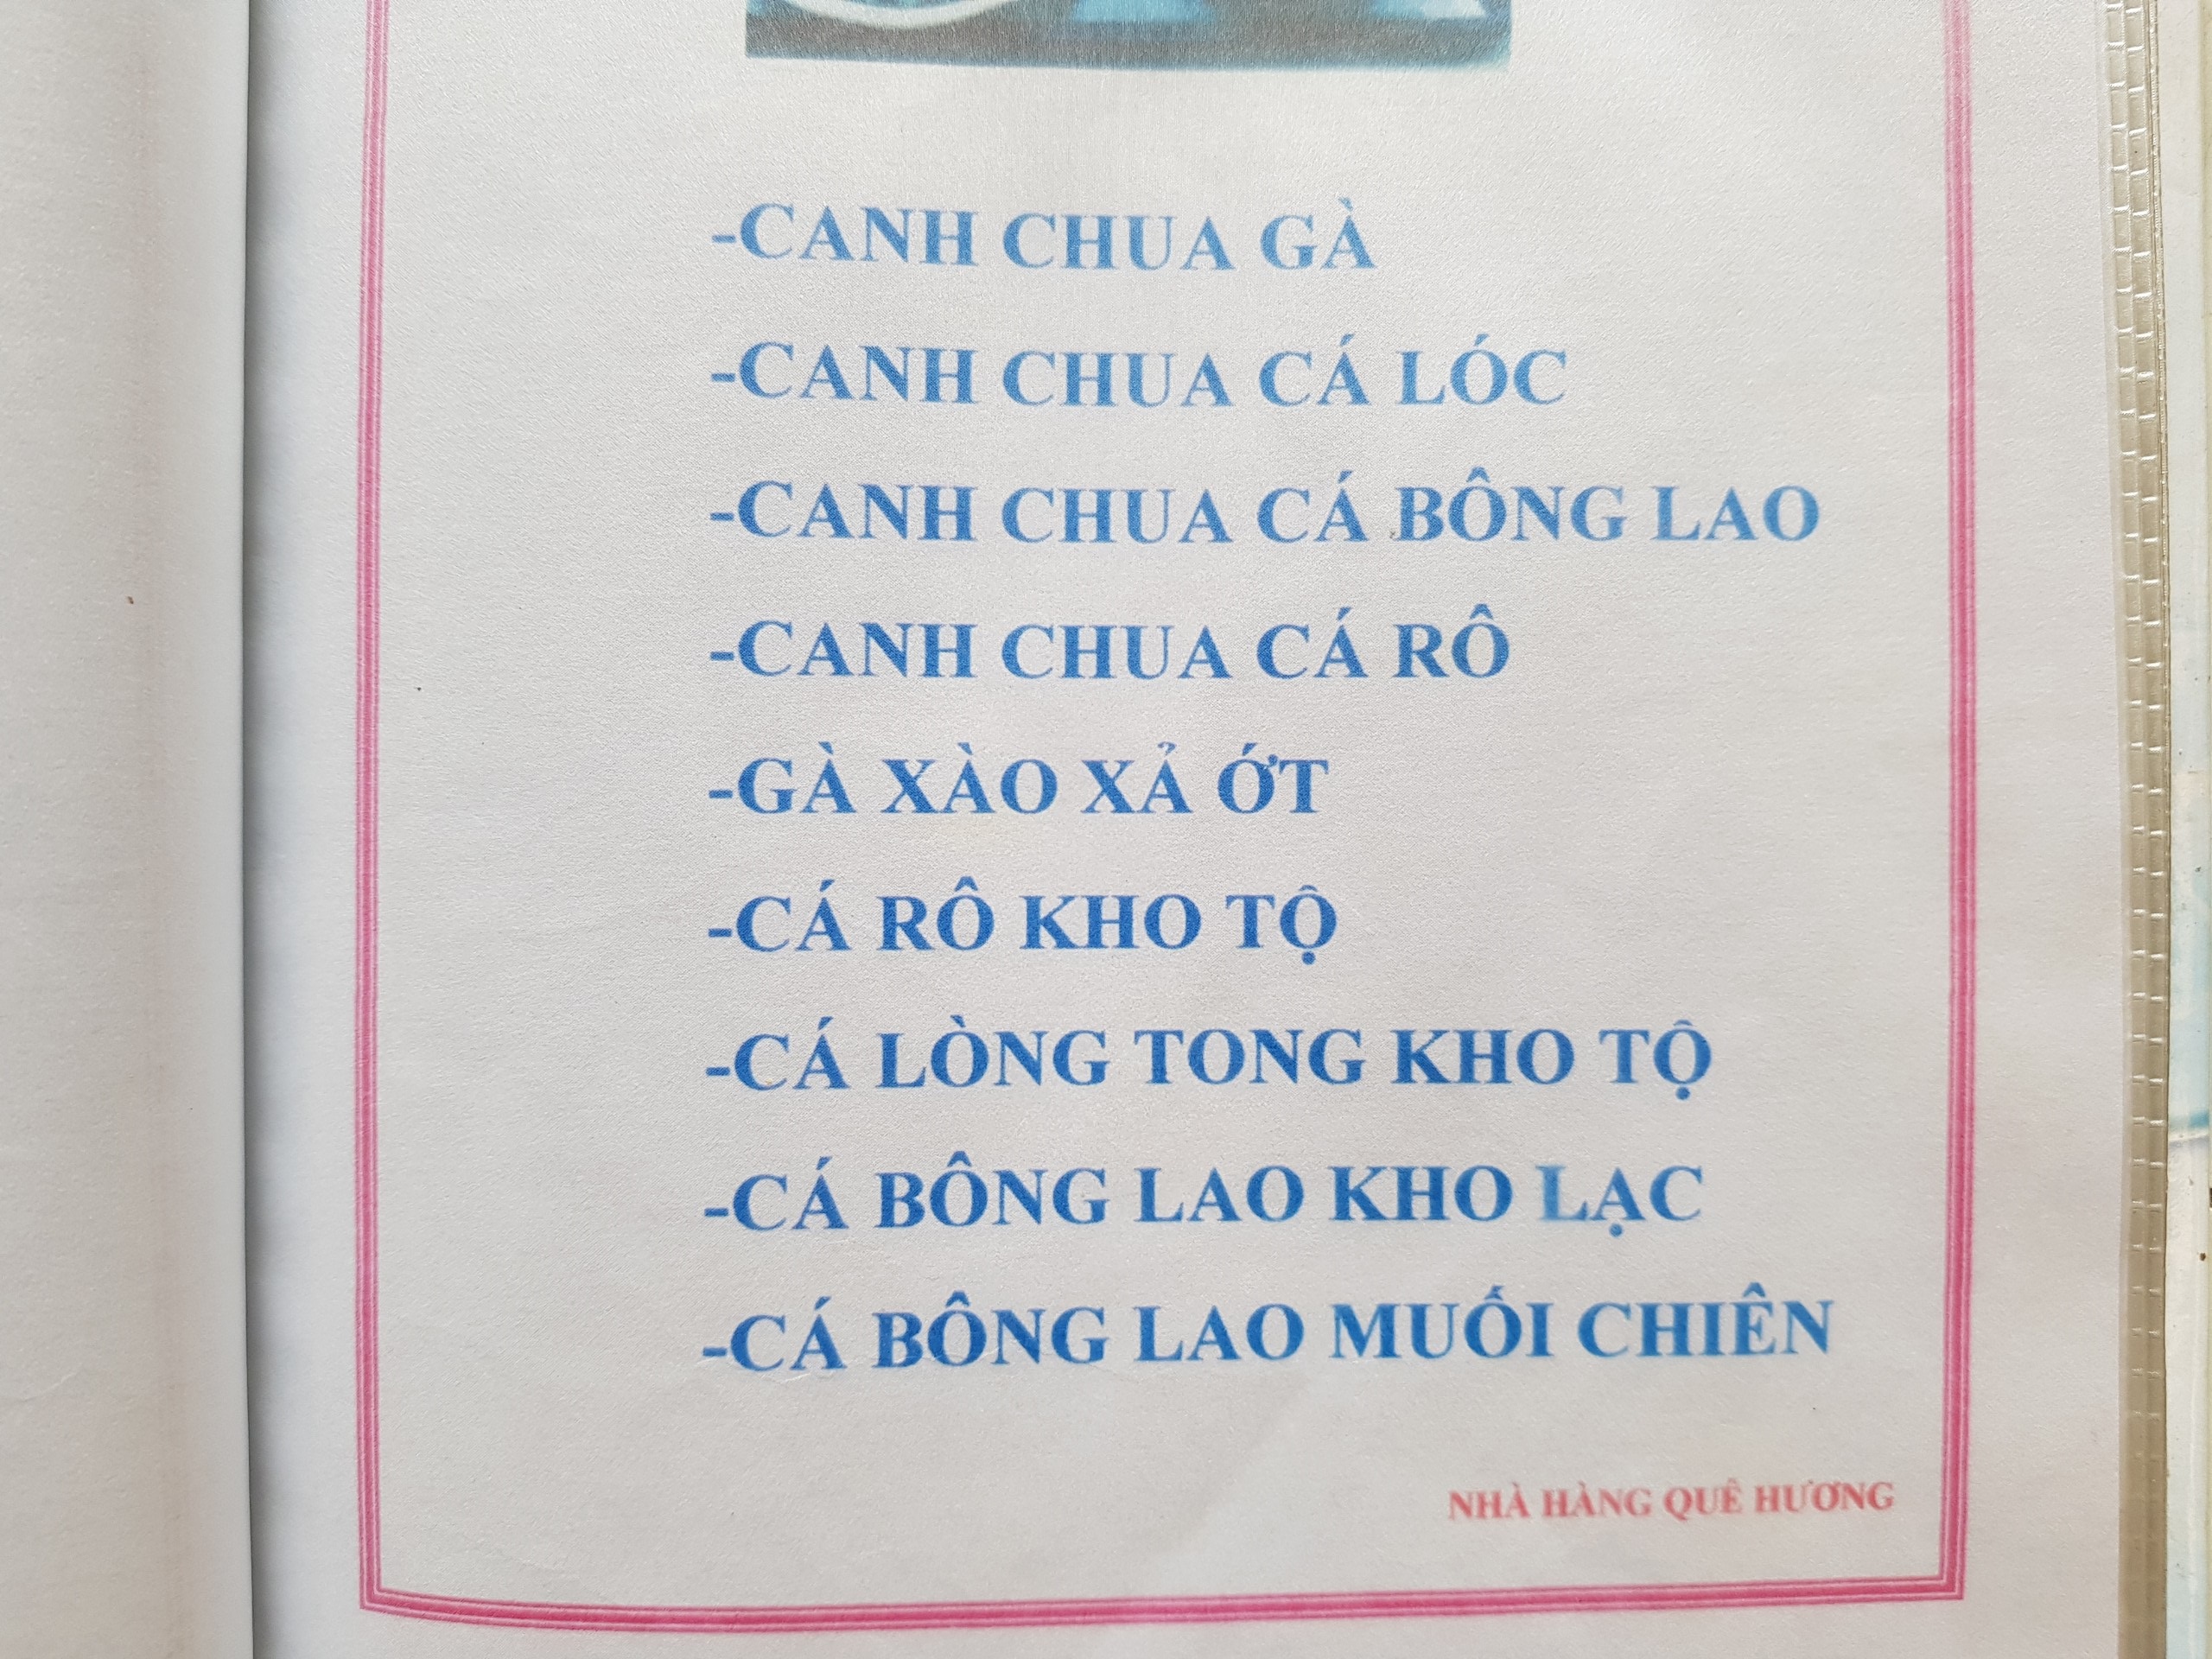 -CANH CHUA GÀ
-CANH CHUA CÁ LÓC
-CANH CHUA CÁ BÔNG LAO
-CANH CHUA CÁ RÔ
-GÀ XÀO XẢ ỚT
-CÁ RÔ KHO TỘ
-CÁ LÒNG TONG KHO TỘ
-CÁ BÔNG LAO KHO LẠC
-CÁ BÔNG LAO MUỐI CHIÊN
NHÀ HÀNG QUÊ HƯƠNG